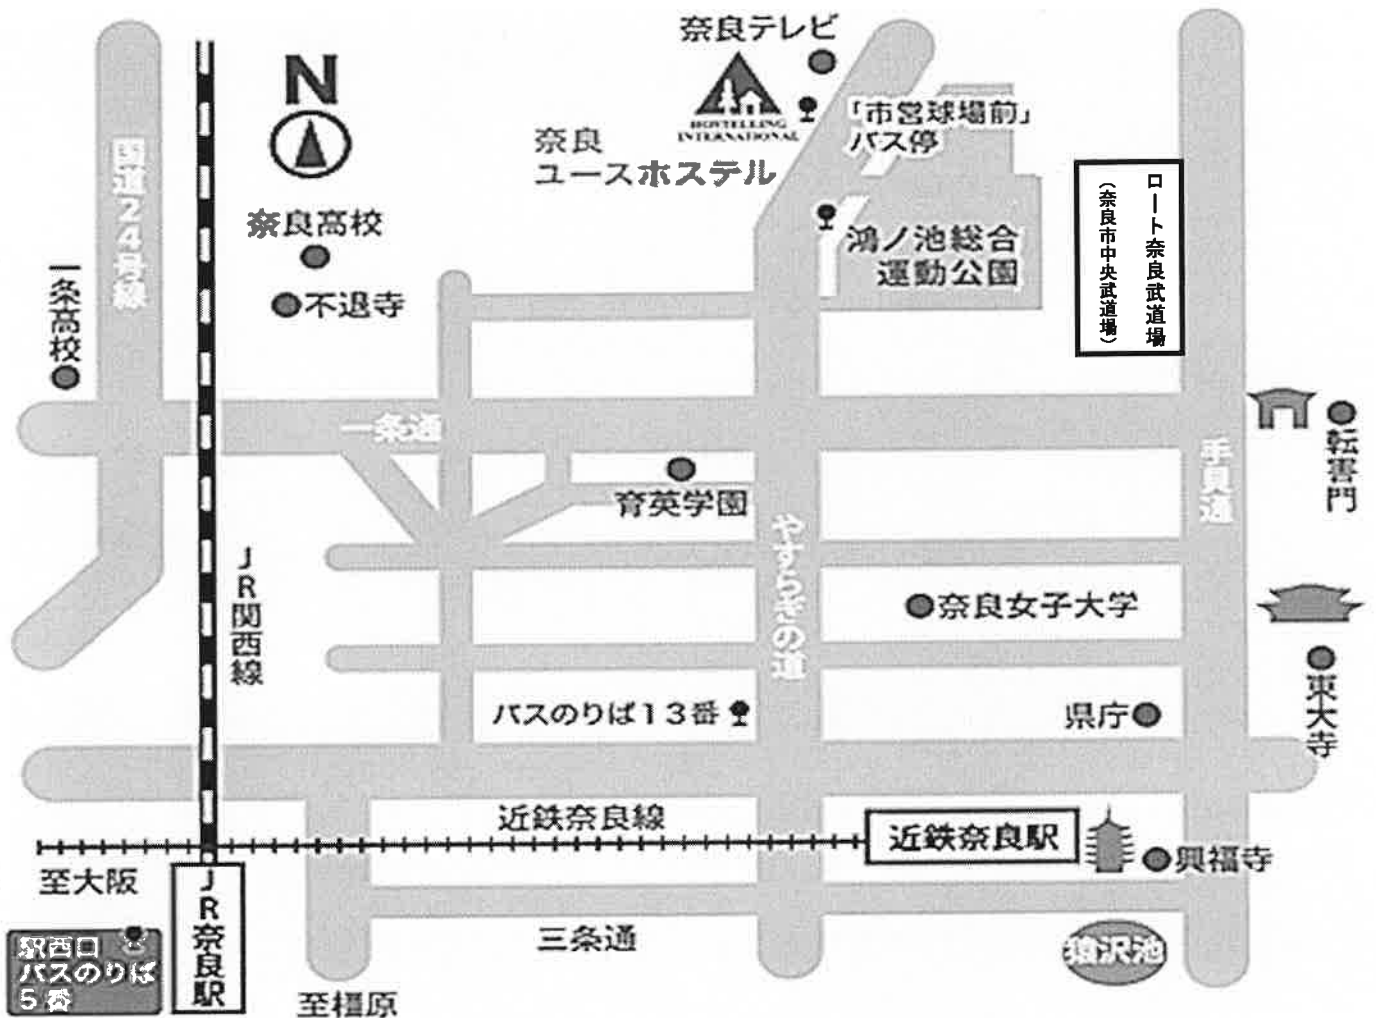 奈良テレビ
N
HOSTELLING
INTERNATIONAL
「市営球場前」
バス停
奈良
ユースホステル
国道24号線
ロート奈良武道場
（奈良市中央武道場）
奈良高校
鴻ノ池総合
運動公園
一条高校
不退寺
一条通
転害門
手貝通
育英学園
やすらぎの道
JR関西線
奈良女子大学
東大寺
バスのりば13番
県庁
近鉄奈良線
近鉄奈良駅
興福寺
至大阪
JR奈良駅
三条通
猿沢池
駅西口
バスのりば
5番
至橿原